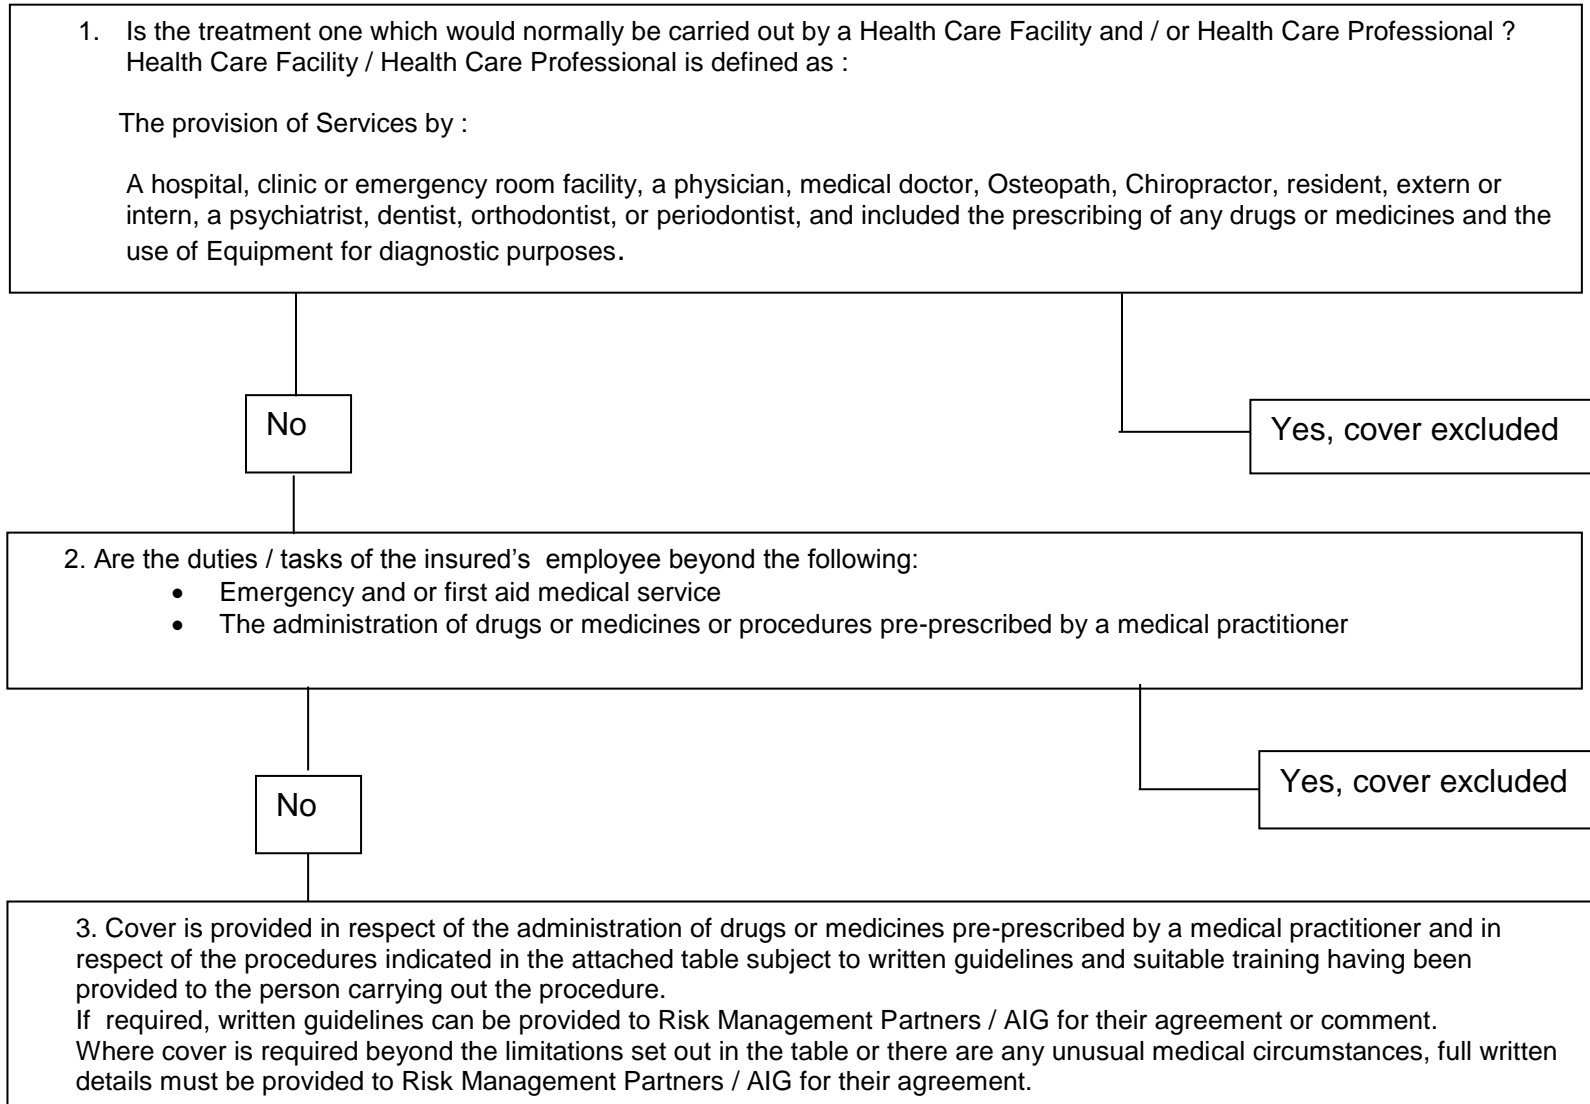 1. Is the treatment one which would normally be carried out by a Health Care Facility and / or Health Care Professional ?
Health Care Facility / Health Care Professional is defined as :
The provision of Services by :
A hospital, clinic or emergency room facility, a physician, medical doctor, Osteopath, Chiropractor, resident, extern or
intern, a psychiatrist, dentist, orthodontist, or periodontist, and included the prescribing of any drugs or medicines and the
use of Equipment for diagnostic purposes.
No
Yes, cover excluded
2. Are the duties / tasks of the insured's employee beyond the following:
• Emergency and or first aid medical service
• The administration of drugs or medicines or procedures pre-prescribed by a medical practitioner
No
Yes, cover excluded
3. Cover is provided in respect of the administration of drugs or medicines pre-prescribed by a medical practitioner and in
respect of the procedures indicated in the attached table subject to written guidelines and suitable training having been
provided to the person carrying out the procedure.
If required, written guidelines can be provided to Risk Management Partners / AIG for their agreement or comment.
Where cover is required beyond the limitations set out in the table or there are any unusual medical circumstances, full written
details must be provided to Risk Management Partners / AIG for their agreement.